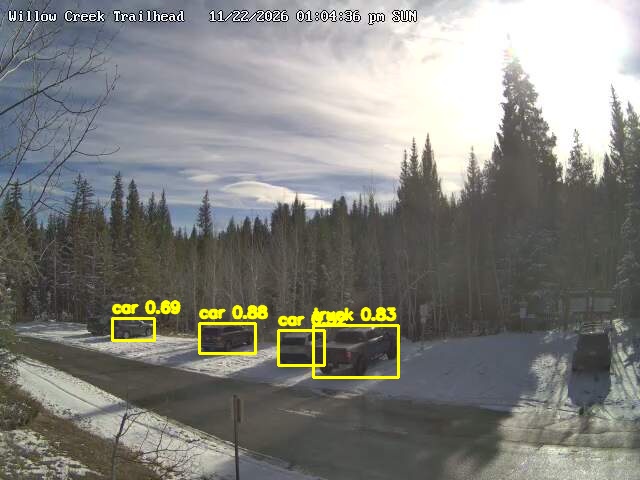 Willow Creek Trailhead 11/22/2026 01:04:36 pm SUN
car 0.69
car 0.88
car
truck 0.83